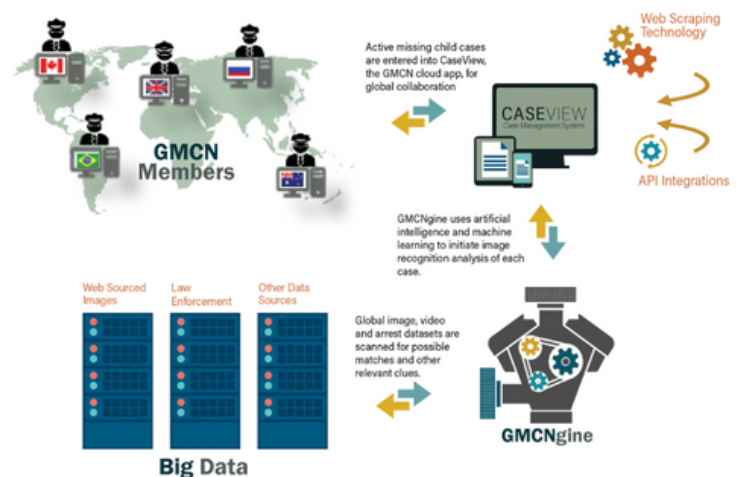 GMCN
Members
Active missing child cases
are entered into CaseView,
the GMCN cloud app, for
global collaboration
CASEVIEW
Case Management System
Web Scraping
Technology
API Integrations
GMCNgine uses artificial
intelligence and machine
learning to initiate image
recognition analysis of each
case.
Web Sourced
Images
Law
Enforcement
Other Data
Sources
Global image, video
and arrest datasets are
scanned for possible
matches and other
relevant clues.
GMCNgine
Big Data